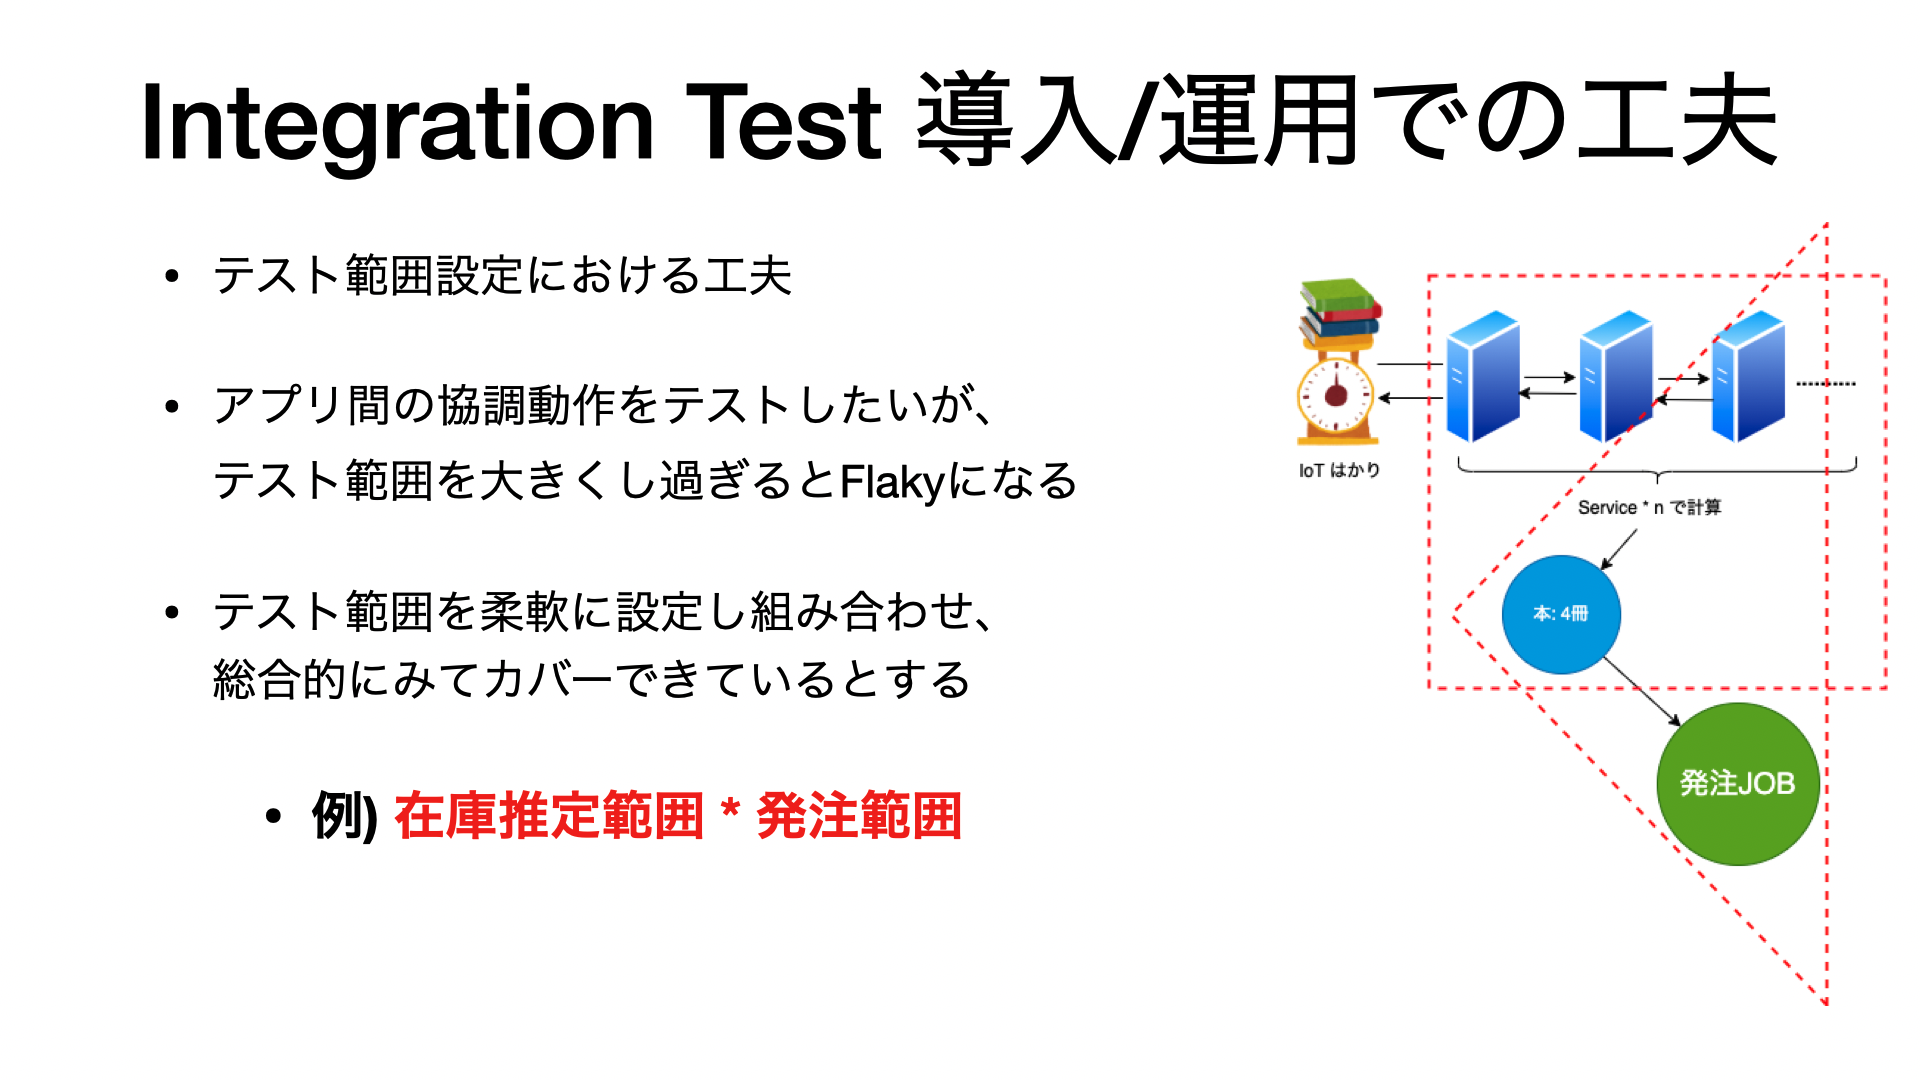 Integration Test 導入/運用での工夫
• テスト範囲設定における工夫
• アプリ間の協調動作をテストしたいが、
テスト範囲を大きくし過ぎるとFlakyになる
• テスト範囲を柔軟に設定し組み合わせ、
総合的にみてカバーできているとする
• 例) 在庫推定範囲 * 発注範囲
IoT はかり
Service * n で計算
本: 4冊
発注JOB